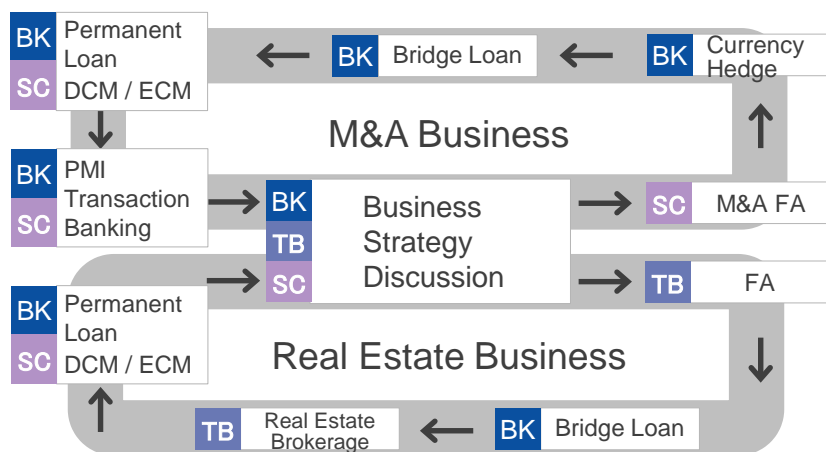 BK
SC
Permanent
Loan
DCM / ECM
BK Bridge Loan
BK Currency
Hedge
M&A Business
BK
SC
PMI
Transaction
Banking
BK
TB
SC
Business
Strategy
Discussion
SC M&A FA
TB FA
BK
SC
Permanent
Loan
DCM / ECM
Real Estate Business
TB Real Estate
Brokerage
BK Bridge Loan